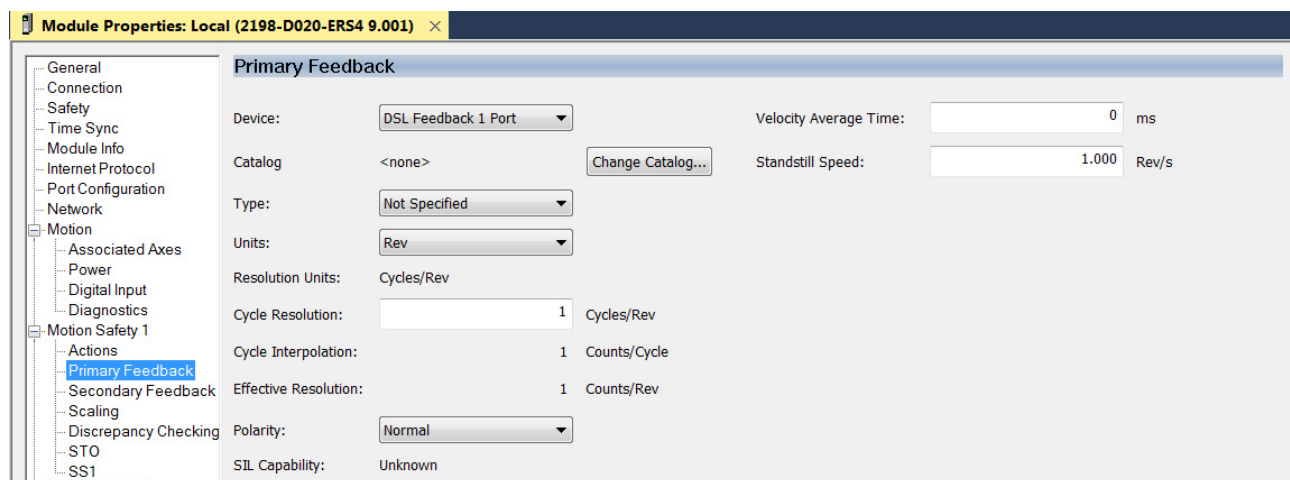 Module Properties: Local (2198-D020-ERS4 9.001) ×
General
Connection
Safety
Time Sync
Module Info
Internet Protocol
Port Configuration
Network
Motion
Associated Axes
Power
Digital Input
Diagnostics
Motion Safety 1
Actions
Primary Feedback
Secondary Feedback
Scaling
Discrepancy Checking
STO
SS1
Primary Feedback
Device: DSL Feedback 1 Port
Catalog <none> Change Catalog...
Type: Not Specified
Units: Rev
Resolution Units: Cycles/Rev
Cycle Resolution: 1 Cycles/Rev
Cycle Interpolation: 1 Counts/Cycle
Effective Resolution: 1 Counts/Rev
Polarity: Normal
SIL Capability: Unknown
Velocity Average Time: 0 ms
Standstill Speed: 1.000 Rev/s